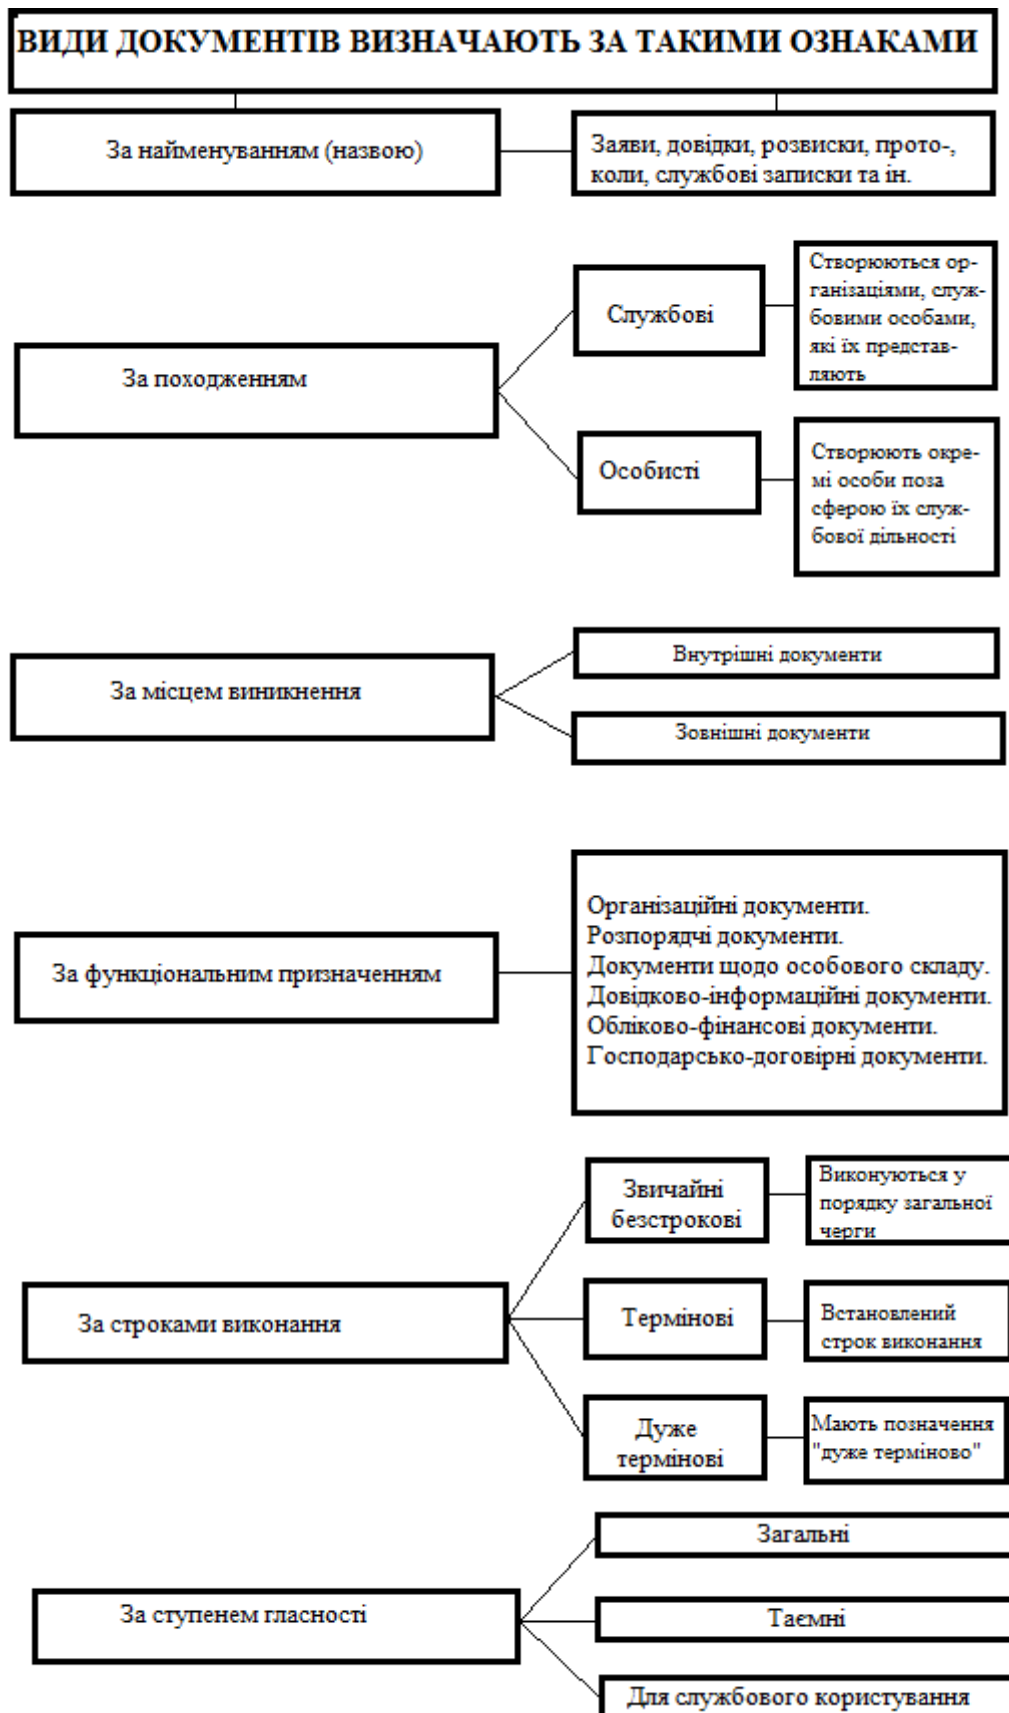 ВИДИ ДОКУМЕНТІВ ВИЗНАЧАЮТЬ ЗА ТАКИМИ ОЗНАКАМИ
За найменуванням (назвою)
Заяви, довідки, розвиски, прото-,
коли, службові записки та ін.
За походженням
Службові
Створюються ор-
ганізаціями, служ-
бовими особами,
які їх представ-
ляють
Особисті
Створюють окре-
мі особи поза
сферою їх служ-
бової дільності
За місцем виникнення
Внутрішні документи
Зовнішні документи
За функціональним призначенням
Організаційні документи.
Розпорядчі документи.
Документи щодо особового складу.
Довідково-інформаційні документи.
Обліково-фінансові документи.
Господарсько-договірні документи.
За строками виконання
Звичайні
безстрокові
Виконуються у
порядку загальної
черги
Термінові
Встановлений
строк виконання
Дуже
термінові
Мають позначення
"дуже терміново"
За ступенем гласності
Загальні
Таємні
Для службового користування